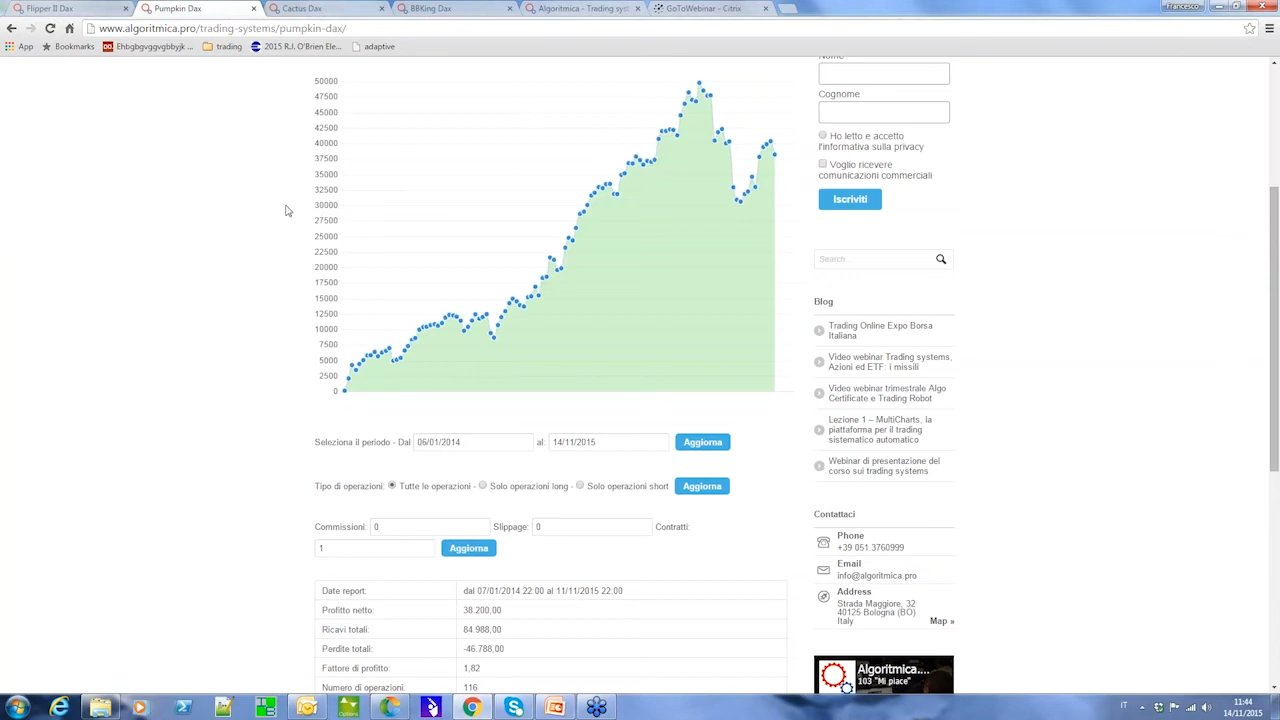 Flipper II Dax
Pumpkin Dax
Cactus Dax
BBKing Dax
Algoritmica - Trading syst
GoToWebinar - Citrix
Francesco
www.algoritmica.pro/trading-systems/pumpkin-dax/
App
Bookmarks
Ehbgbgvggvgbbyjk ...
trading
2015 R.J. O'Brien Ele...
adaptive
50000
47500
45000
42500
40000
37500
35000
32500
30000
27500
25000
22500
20000
17500
15000
12500
10000
7500
5000
2500
0
Seleziona il periodo - Dal 06/01/2014 al: 14/11/2015 Aggiorna
Tipo di operazioni: Tutte le operazioni - Solo operazioni long - Solo operazioni short Aggiorna
Commissioni: 0 Slippage: 0 Contratti:
1 Aggiorna
Date report: dal 07/01/2014 22:00 al 11/11/2015 22:00
Profitto netto: 38.200,00
Ricavi totali: 84.988,00
Perdite totali: -46.788,00
Fattore di profitto: 1,82
Numero di operazioni: 116
Nome
Cognome
Ho letto e accetto
l'informativa sulla privacy
Voglio ricevere
comunicazioni commerciali
Iscriviti
Search...
Blog
Trading Online Expo Borsa
Italiana
Video webinar Trading systems,
Azioni ed ETF: i missili
Video webinar trimestrale Algo
Certificate e Trading Robot
Lezione 1 – MultiCharts, la
piattaforma per il trading
sistematico automatico
Webinar di presentazione del
corso sui trading systems
Contattaci
Phone
+39 051.3760999
Email
info@algoritmica.pro
Address
Strada Maggiore, 32
40125 Bologna (BO)
Italy
Map »
Algoritmica....
103 "Mi piace"
Options
IT
11:44
14/11/2015